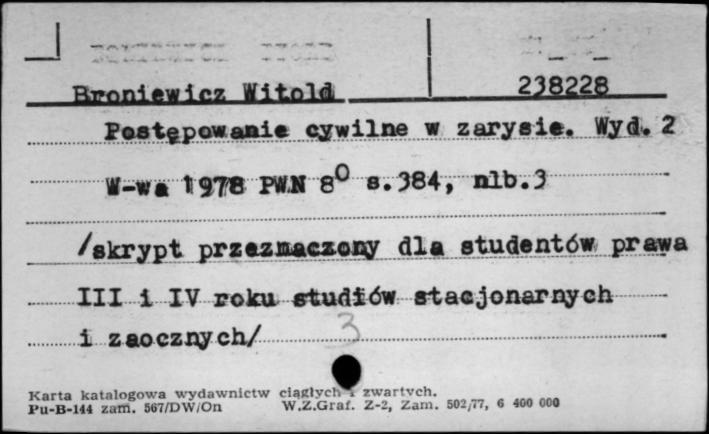 Broniewicz Witold 238228
Postępowanie cywilne w zarysie. Wyd. 2
W-wa 1978 PWN 8⁰ s.384, nlb.3
/skrypt przeznaczony dla studentów prawa
III i IV roku studiów stacjonarnych
i zaocznych/ 3
Karta katalogowa wydawnictw ciągłych i zwartych.
Pu-B-144 zam. 567/DW/On W.Z.Graf. Z-2, Zam. 502/77, 6 400 000